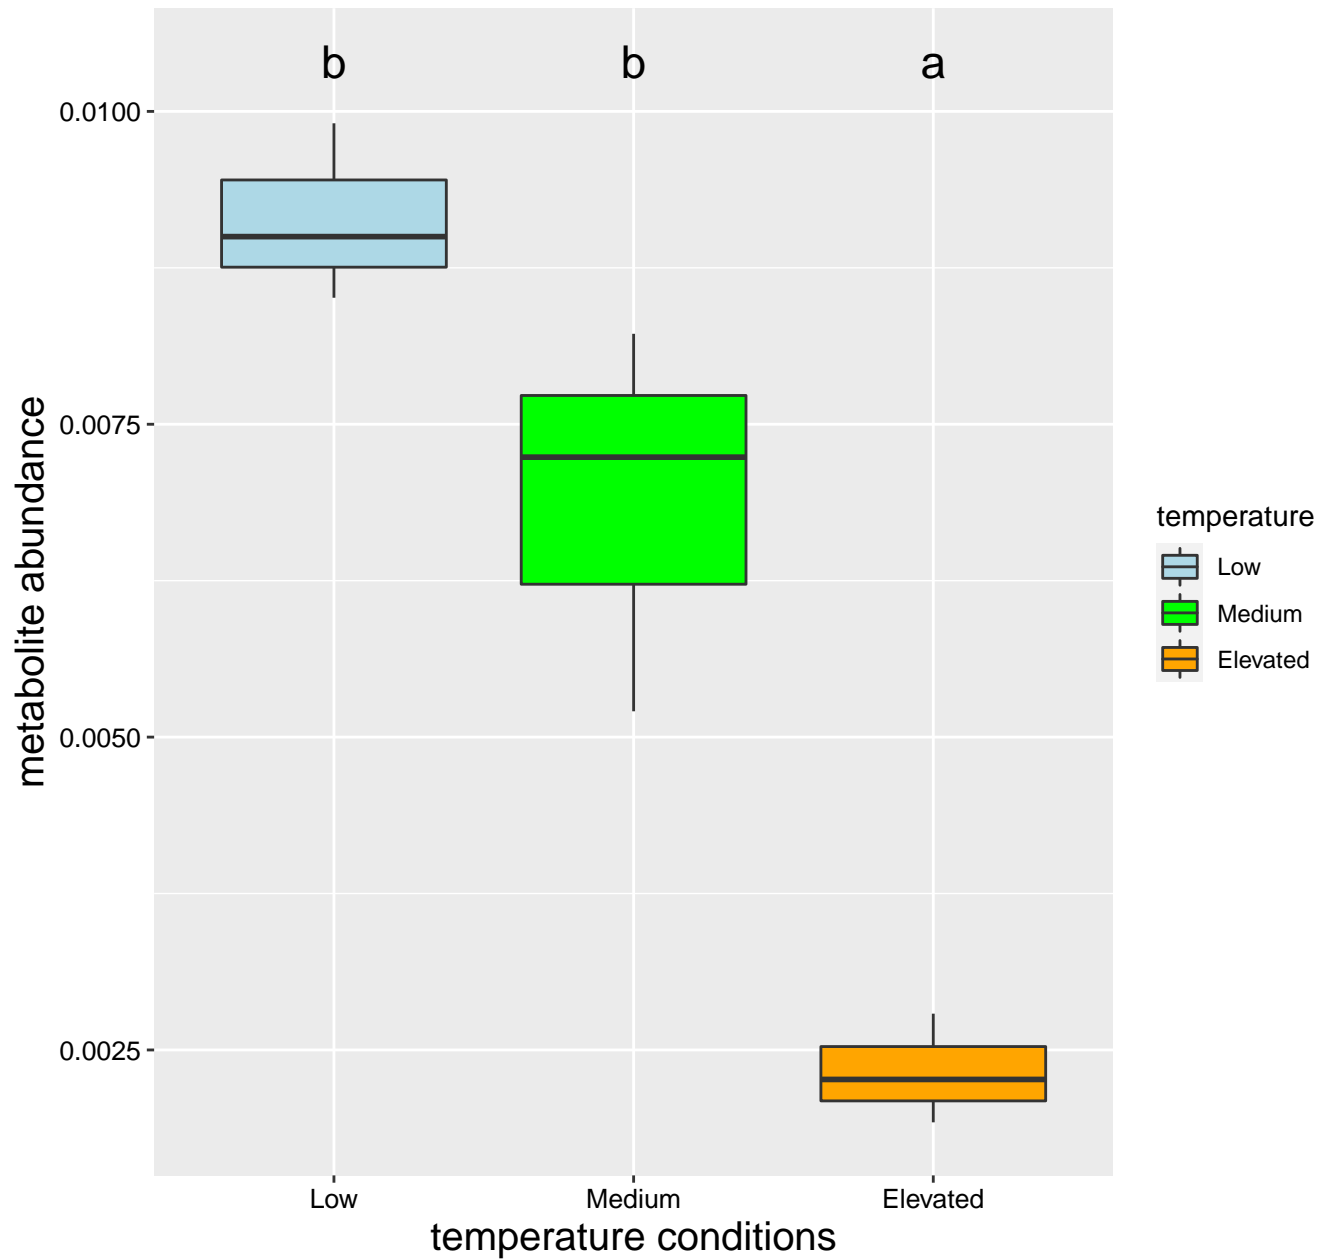 b b a
0.0100
0.0075
0.0050
0.0025
metabolite abundance
Low Medium Elevated
temperature conditions
temperature
Low
Medium
Elevated